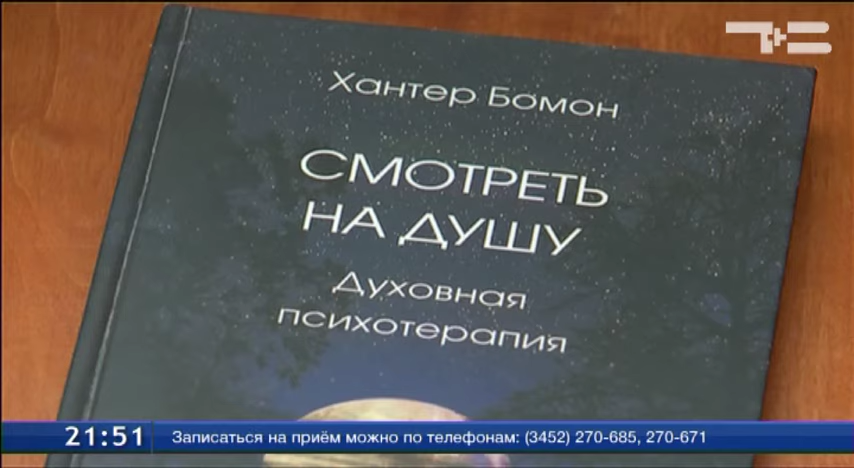 Хантер Бомон
СМОТРЕТЬ
НА ДУШУ
Духовная
психотерапия
21:51 Записаться на приём можно по телефонам: (3452) 270-685, 270-671